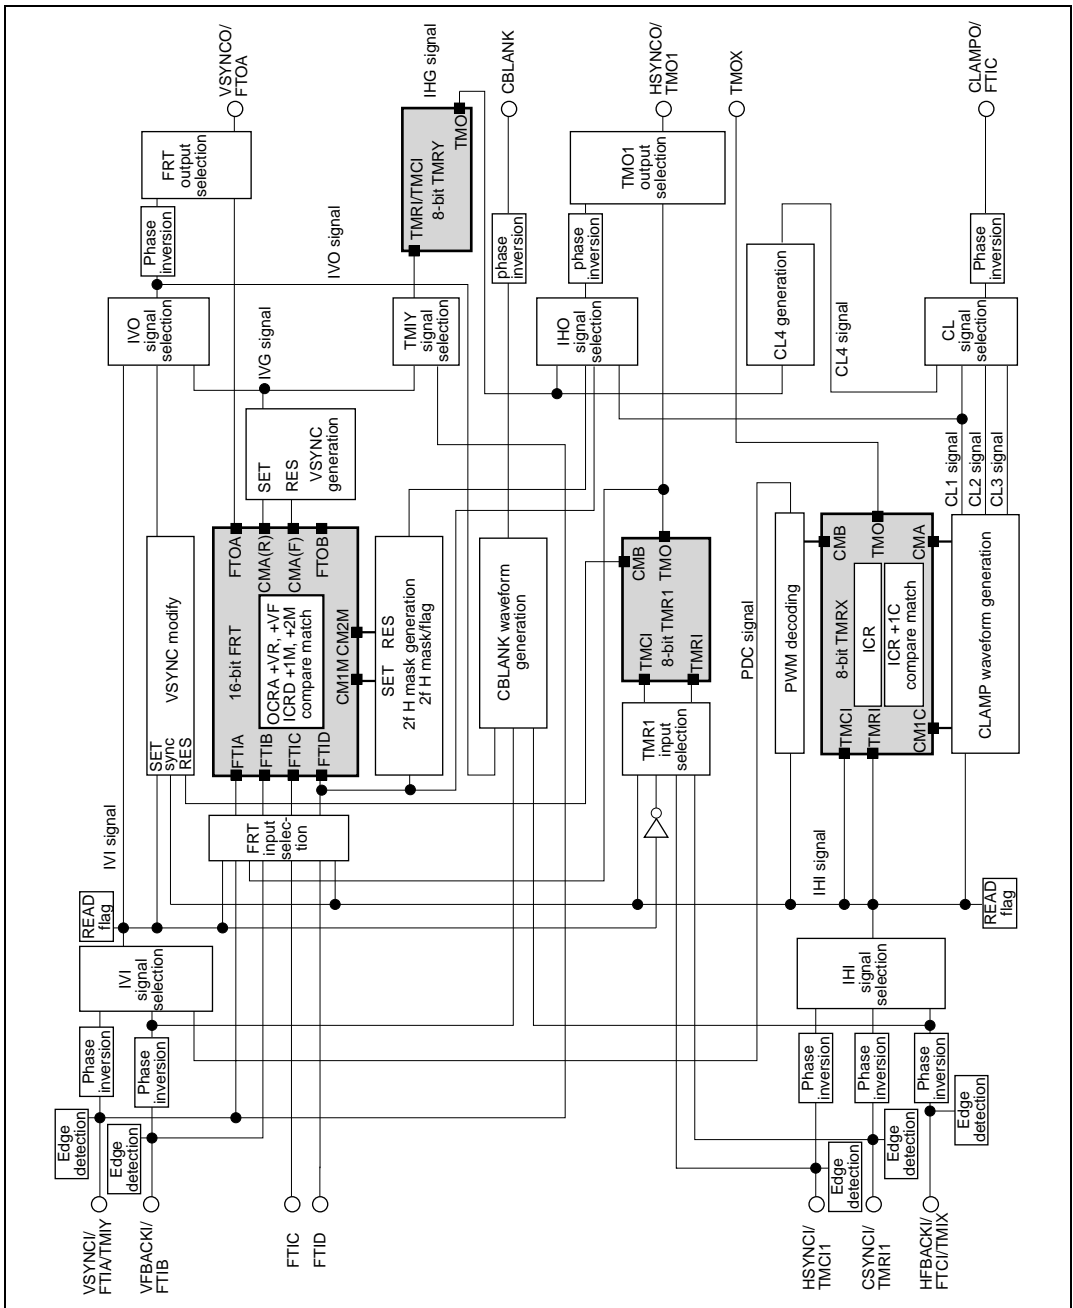 VSYNCO/
FTOA
IHG signal
CBLANK
HSYNCO/
TMO1
TMOX
CLAMPO/
FTIC
FRT
output
selection
TMO
TMRI/TMCI
8-bit TMRY
TMO1
output
selection
Phase
inversion
IVO signal
phase
inversion
phase
inversion
Phase
inversion
IVO
signal
selection
TMIY
signal
selection
IHO
signal
selection
CL4 generation
CL4 signal
CL
signal
selection
IVG signal
SET
RES
VSYNC
generation
CL1 signal
CL2 signal
CL3 signal
VSYNC modify
SET
sync
RES
FTOA
CMA(R)
CMA(F)
FTOB
16-bit FRT
OCRA +VR, +VF
ICRD +1M, +2M
compare match
CM1M CM2M
FTIA
FTIB
FTIC
FTID
SET RES
2f H mask generation
2f H mask/flag
CBLANK waveform
generation
CMB
TMO
8-bit TMR1
TMCI
TMRI
TMR1
input
selection
PDC signal
PWM decoding
CMB
TMO
CMA
8-bit TMRX
ICR
ICR +1C
compare match
TMCI
TMRI
CM1C
CLAMP waveform generation
FRT
input
selec-
tion
IVI signal
IHI signal
READ
flag
READ
flag
IVI
signal
selection
IHI
signal
selection
Phase
inversion
Phase
inversion
Phase
inversion
Phase
inversion
Phase
inversion
Edge
detection
Edge
detection
Edge
detection
Edge
detection
Edge
detection
VSYNCI/
FTIA/TMIY
VFBACKI/
FTIB
FTIC
FTID
HSYNCI/
TMCI1
CSYNCI/
TMRI1
HFBACKI/
FTCI/TMIX